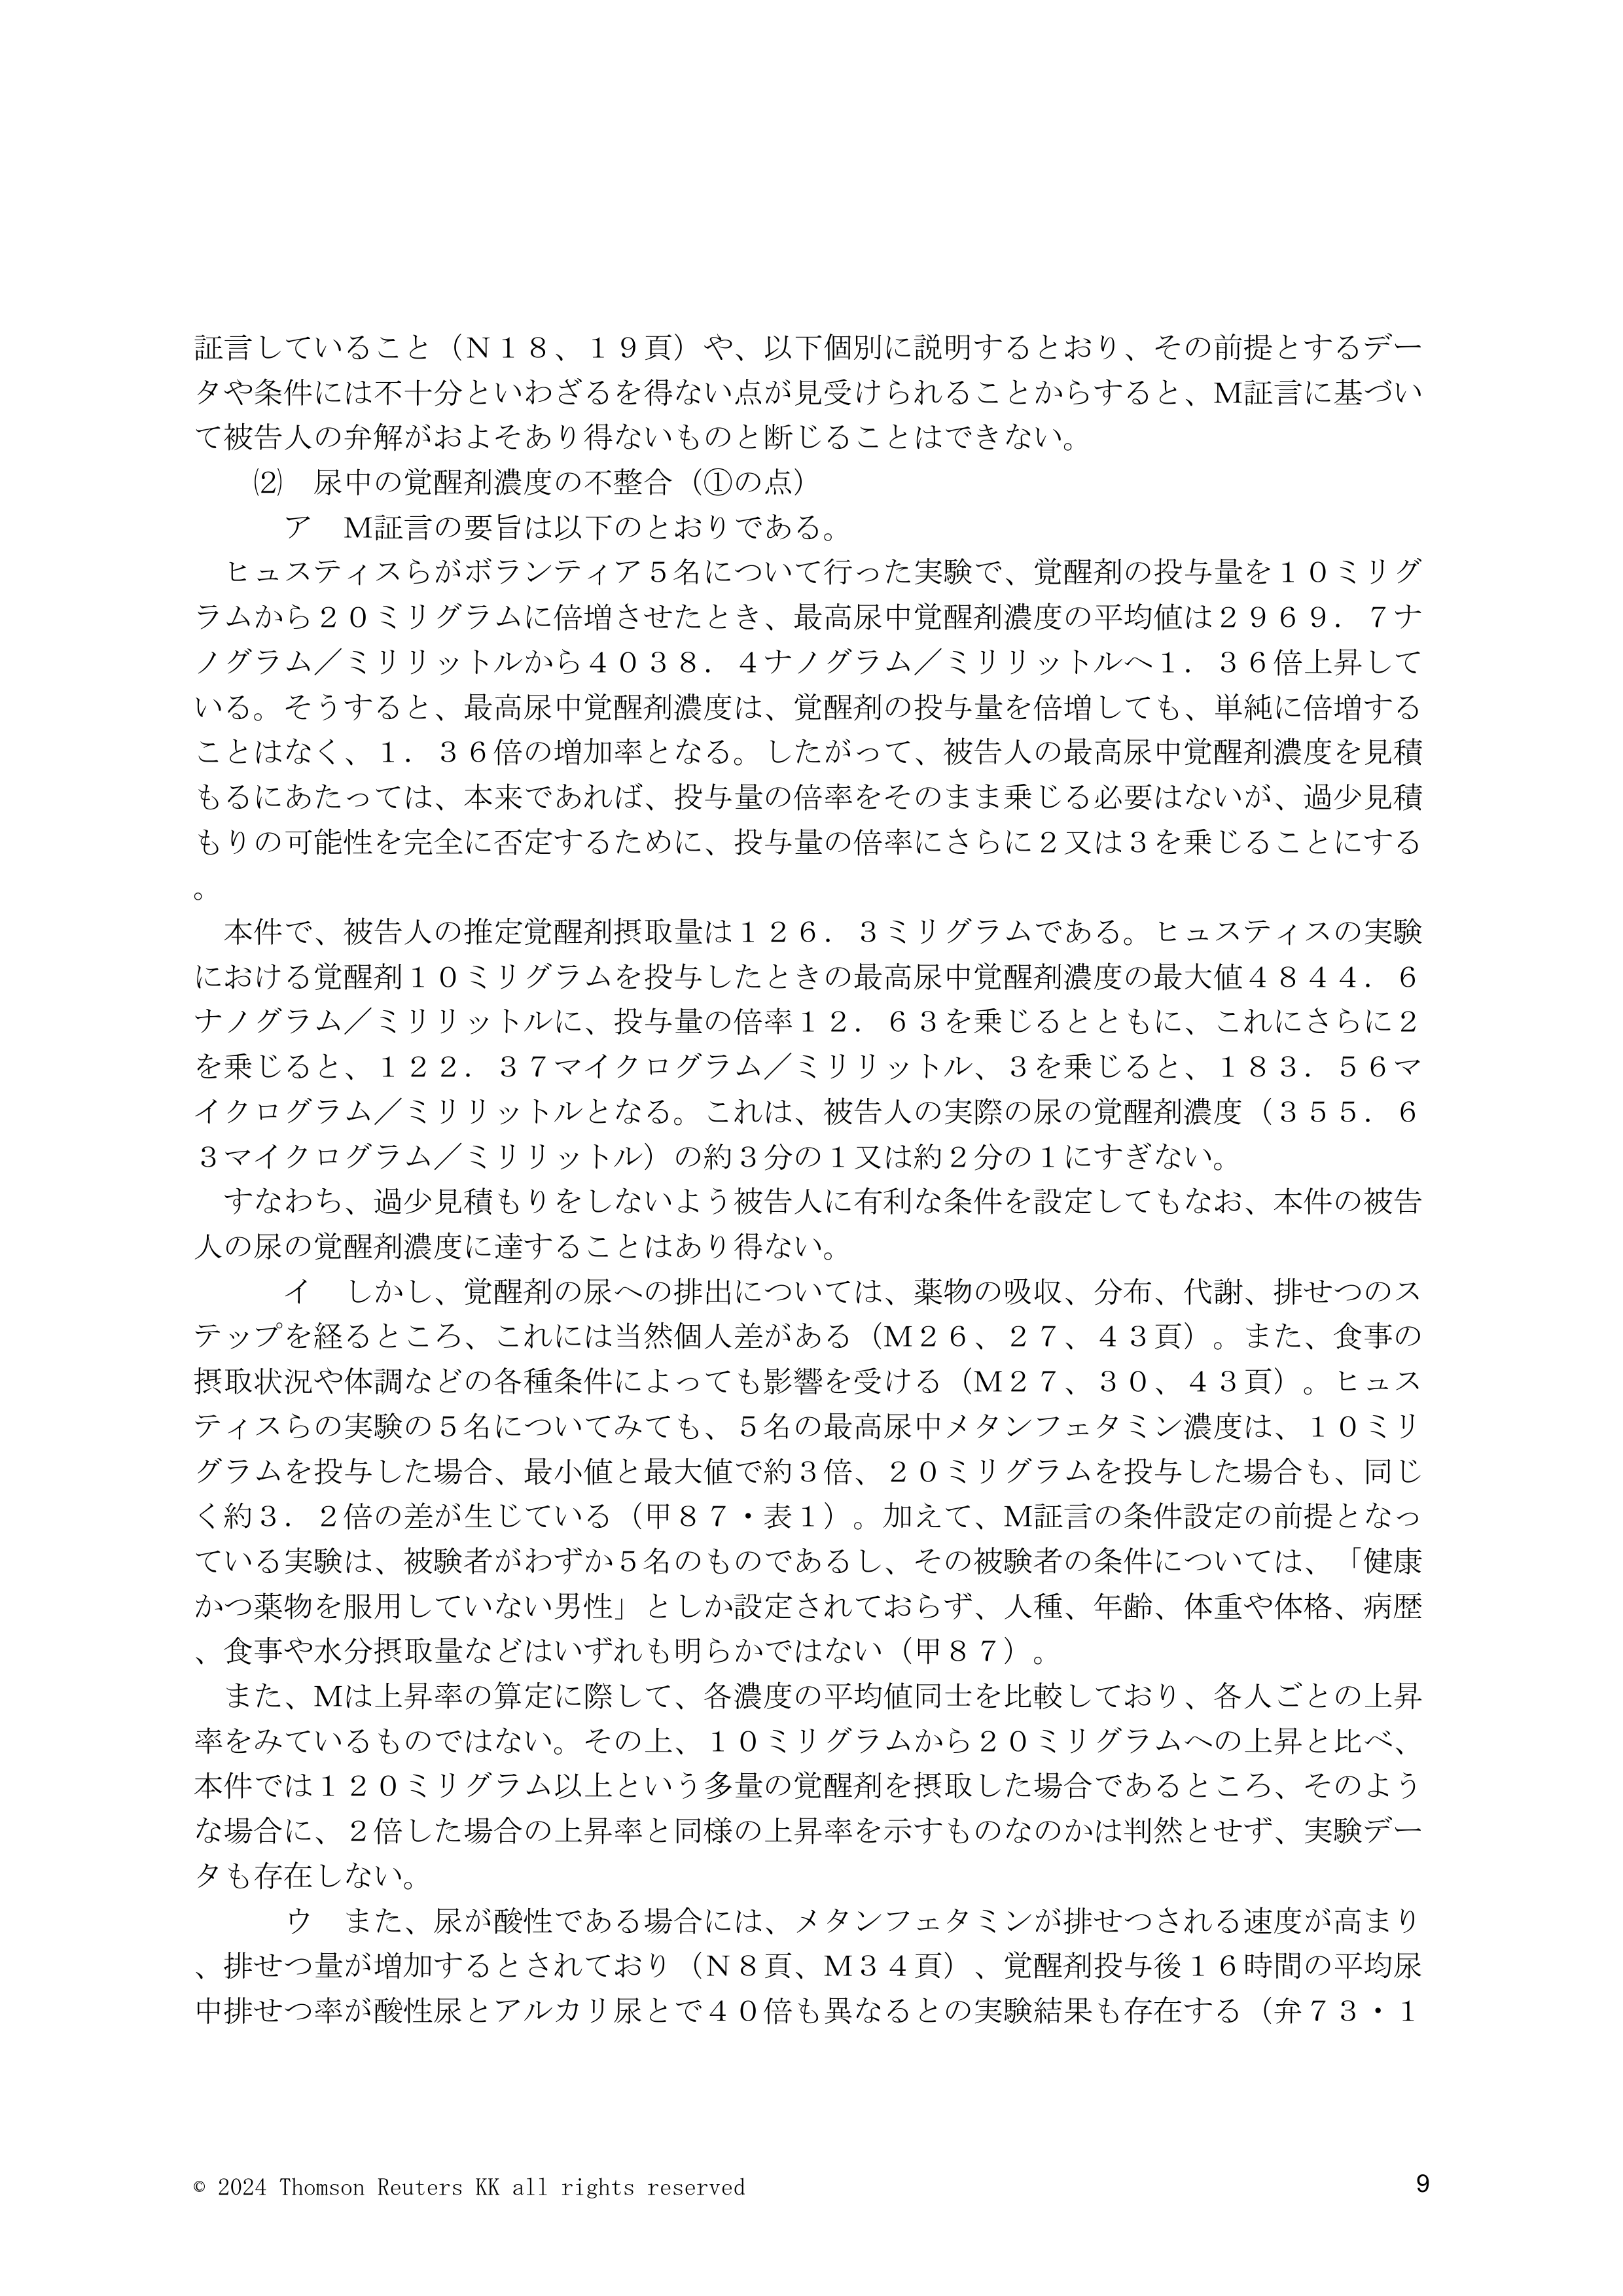 証言していること（Ｎ１８、１９頁）や、以下個別に説明するとおり、その前提とするデー
タや条件には不十分といわざるを得ない点が見受けられることからすると、Ｍ証言に基づい
て被告人の弁解がおよそあり得ないものと断じることはできない。
⑵　尿中の覚醒剤濃度の不整合（①の点）
ア　Ｍ証言の要旨は以下のとおりである。
ヒュスティスらがボランティア５名について行った実験で、覚醒剤の投与量を１０ミリグ
ラムから２０ミリグラムに倍増させたとき、最高尿中覚醒剤濃度の平均値は２９６９．７ナ
ノグラム／ミリリットルから４０３８．４ナノグラム／ミリリットルへ１．３６倍上昇して
いる。そうすると、最高尿中覚醒剤濃度は、覚醒剤の投与量を倍増しても、単純に倍増する
ことはなく、１．３６倍の増加率となる。したがって、被告人の最高尿中覚醒剤濃度を見積
もるにあたっては、本来であれば、投与量の倍率をそのまま乗じる必要はないが、過少見積
もりの可能性を完全に否定するために、投与量の倍率にさらに２又は３を乗じることにする
。
本件で、被告人の推定覚醒剤摂取量は１２６．３ミリグラムである。ヒュスティスの実験
における覚醒剤１０ミリグラムを投与したときの最高尿中覚醒剤濃度の最大値４８４４．６
ナノグラム／ミリリットルに、投与量の倍率１２．６３を乗じるとともに、これにさらに２
を乗じると、１２２．３７マイクログラム／ミリリットル、３を乗じると、１８３．５６マ
イクログラム／ミリリットルとなる。これは、被告人の実際の尿の覚醒剤濃度（３５５．６
３マイクログラム／ミリリットル）の約３分の１又は約２分の１にすぎない。
すなわち、過少見積もりをしないよう被告人に有利な条件を設定してもなお、本件の被告
人の尿の覚醒剤濃度に達することはあり得ない。
イ　しかし、覚醒剤の尿への排出については、薬物の吸収、分布、代謝、排せつのス
テップを経るところ、これには当然個人差がある（Ｍ２６、２７、４３頁）。また、食事の
摂取状況や体調などの各種条件によっても影響を受ける（Ｍ２７、３０、４３頁）。ヒュス
ティスらの実験の５名についてみても、５名の最高尿中メタンフェタミン濃度は、１０ミリ
グラムを投与した場合、最小値と最大値で約３倍、２０ミリグラムを投与した場合も、同じ
く約３．２倍の差が生じている（甲８７・表１）。加えて、Ｍ証言の条件設定の前提となっ
ている実験は、被験者がわずか５名のものであるし、その被験者の条件については、「健康
かつ薬物を服用していない男性」としか設定されておらず、人種、年齢、体重や体格、病歴
、食事や水分摂取量などはいずれも明らかではない（甲８７）。
また、Ｍは上昇率の算定に際して、各濃度の平均値同士を比較しており、各人ごとの上昇
率をみているものではない。その上、１０ミリグラムから２０ミリグラムへの上昇と比べ、
本件では１２０ミリグラム以上という多量の覚醒剤を摂取した場合であるところ、そのよう
な場合に、２倍した場合の上昇率と同様の上昇率を示すものなのかは判然とせず、実験デー
タも存在しない。
ウ　また、尿が酸性である場合には、メタンフェタミンが排せつされる速度が高まり
、排せつ量が増加するとされており（Ｎ８頁、Ｍ３４頁）、覚醒剤投与後１６時間の平均尿
中排せつ率が酸性尿とアルカリ尿とで４０倍も異なるとの実験結果も存在する（弁７３・１
© 2024 Thomson Reuters KK all rights reserved
9